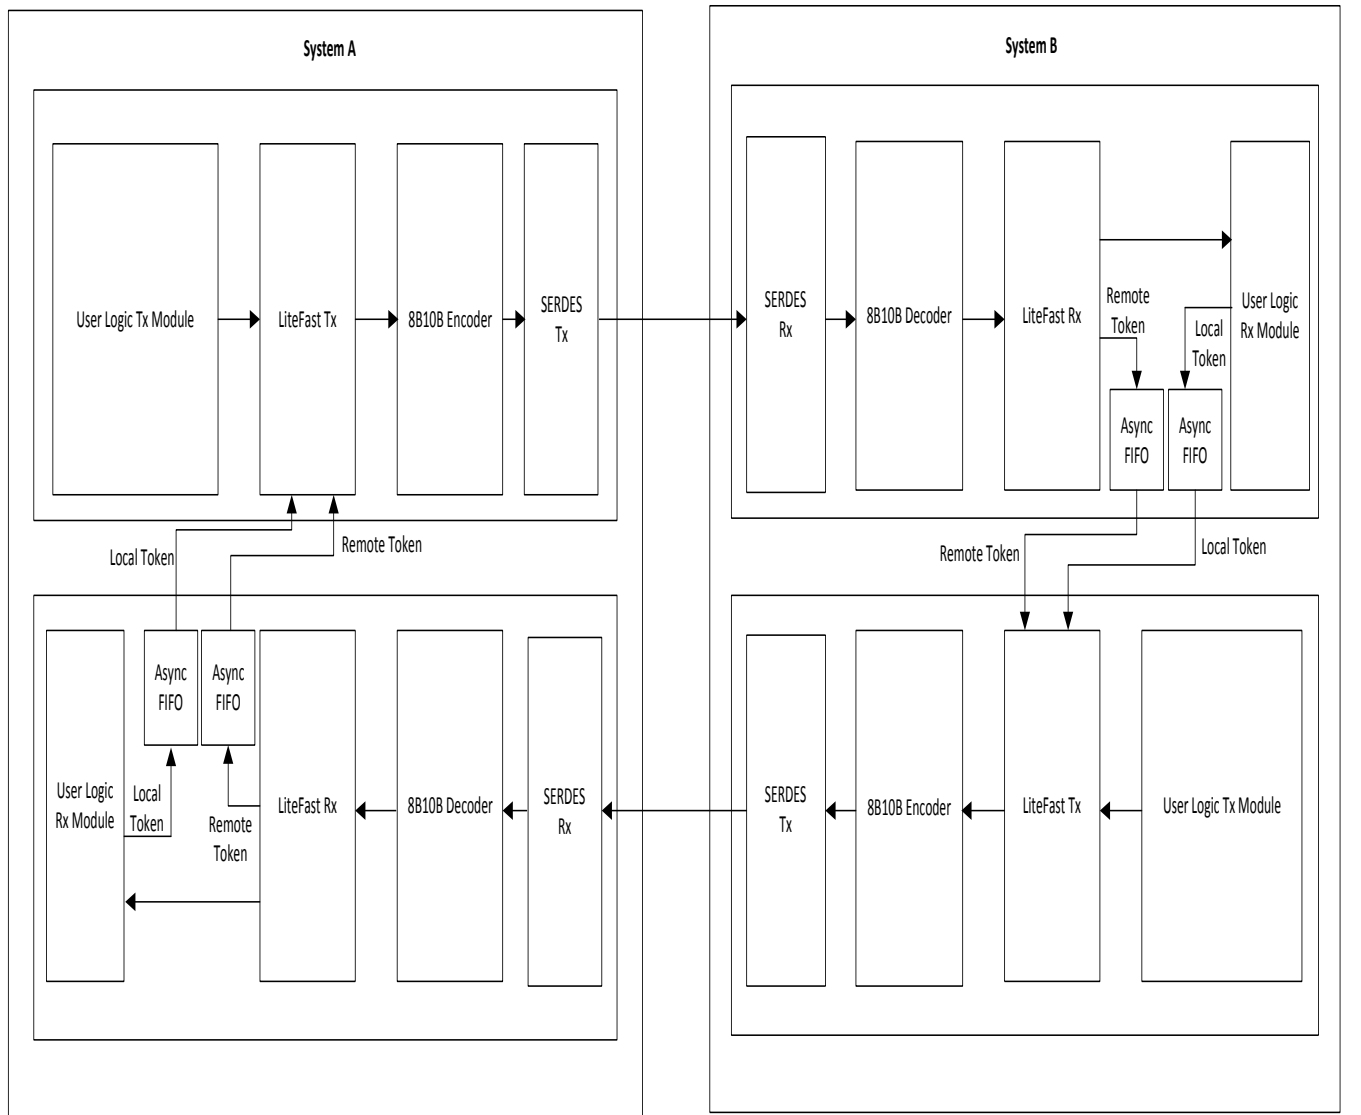 System A
User Logic Tx Module
LiteFast Tx
8B10B Encoder
SERDES
Tx
Local Token
Remote Token
User Logic
Rx Module
Local
Token
Async
FIFO
Async
FIFO
Remote
Token
LiteFast Rx
8B10B Decoder
SERDES
Rx
System B
SERDES
Rx
8B10B Decoder
LiteFast Rx
Remote
Token
Local
Token
User Logic
Rx Module
Async
FIFO
Async
FIFO
Remote Token
Local Token
SERDES
Tx
8B10B Encoder
LiteFast Tx
User Logic Tx Module